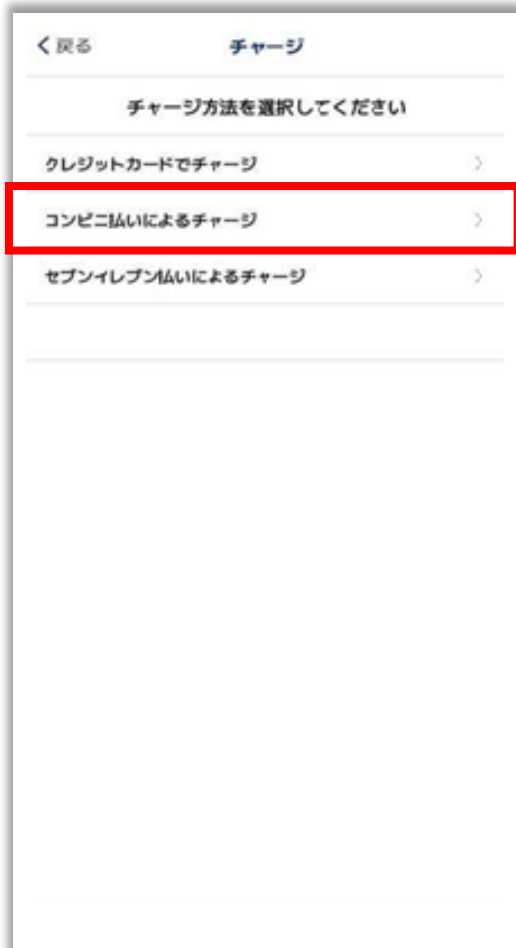 戻る チャージ
チャージ方法を選択してください
クレジットカードでチャージ
コンビニ払いによるチャージ
セブンイレブン払いによるチャージ